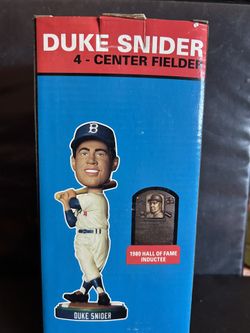 DUKE SNIDER
4 - CENTER FIELDER
B
1980 HALL OF FAME
INDUCTEE
DUKE SNIDER